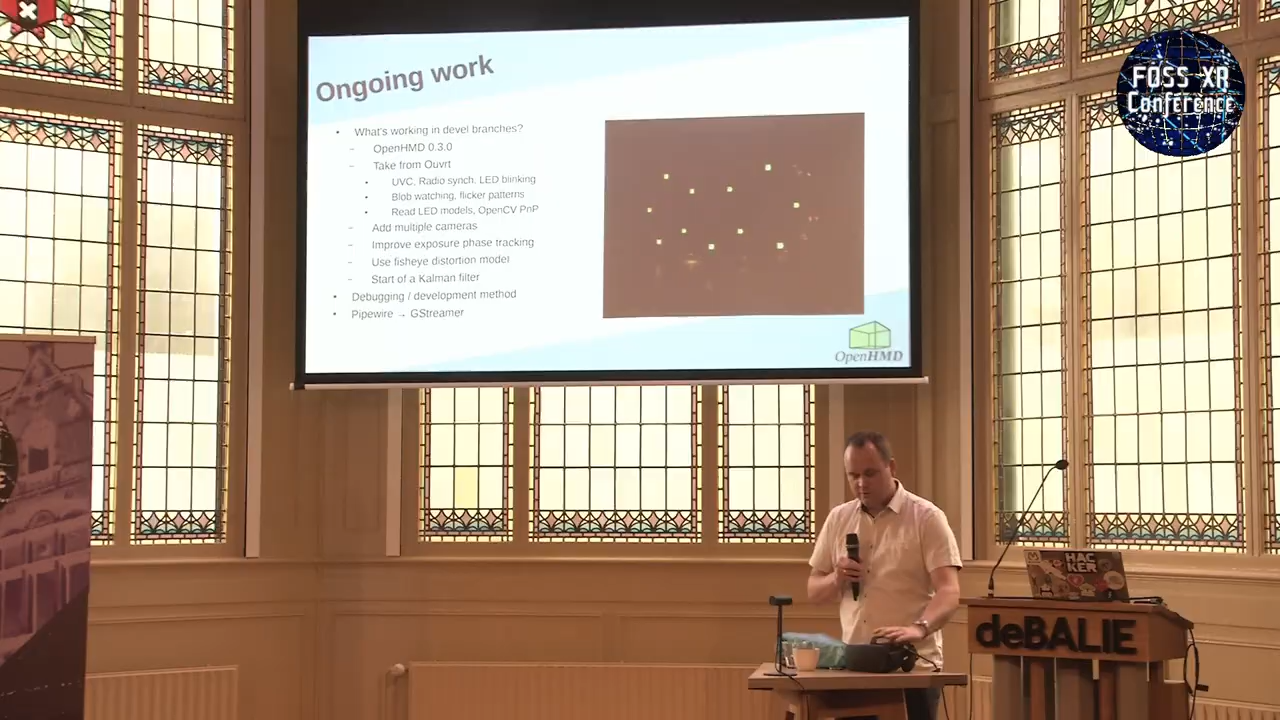 Ongoing work
• What's working in devel branches?
– OpenHMD 0.3.0
– Take from Ouvrt
• UVC, Radio synch, LED blinking
• Blob watching, flicker patterns
• Read LED models, OpenCV PnP
– Add multiple cameras
– Improve exposure phase tracking
– Use fisheye distortion model
– Start of a Kalman filter
• Debugging / development method
• Pipewire → GStreamer
OpenHMD
FOSS XR
Conference
HAC
KER
deBALIE